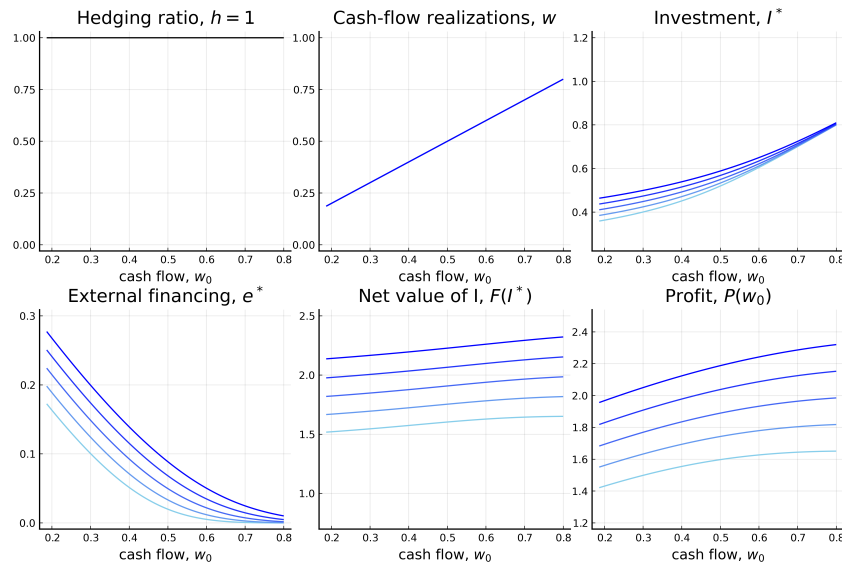 Hedging ratio, h = 1
1.00
0.75
0.50
0.25
0.00
0.2 0.3 0.4 0.5 0.6 0.7 0.8
cash flow, w₀
Cash-flow realizations, w
1.00
0.75
0.50
0.25
0.00
0.2 0.3 0.4 0.5 0.6 0.7 0.8
cash flow, w₀
Investment, I*
1.2
1.0
0.8
0.6
0.4
0.2 0.3 0.4 0.5 0.6 0.7 0.8
cash flow, w₀
External financing, e*
0.3
0.2
0.1
0.0
0.2 0.3 0.4 0.5 0.6 0.7 0.8
cash flow, w₀
Net value of I, F(I*)
2.5
2.0
1.5
1.0
0.2 0.3 0.4 0.5 0.6 0.7 0.8
cash flow, w₀
Profit, P(w₀)
2.4
2.2
2.0
1.8
1.6
1.4
1.2
0.2 0.3 0.4 0.5 0.6 0.7 0.8
cash flow, w₀